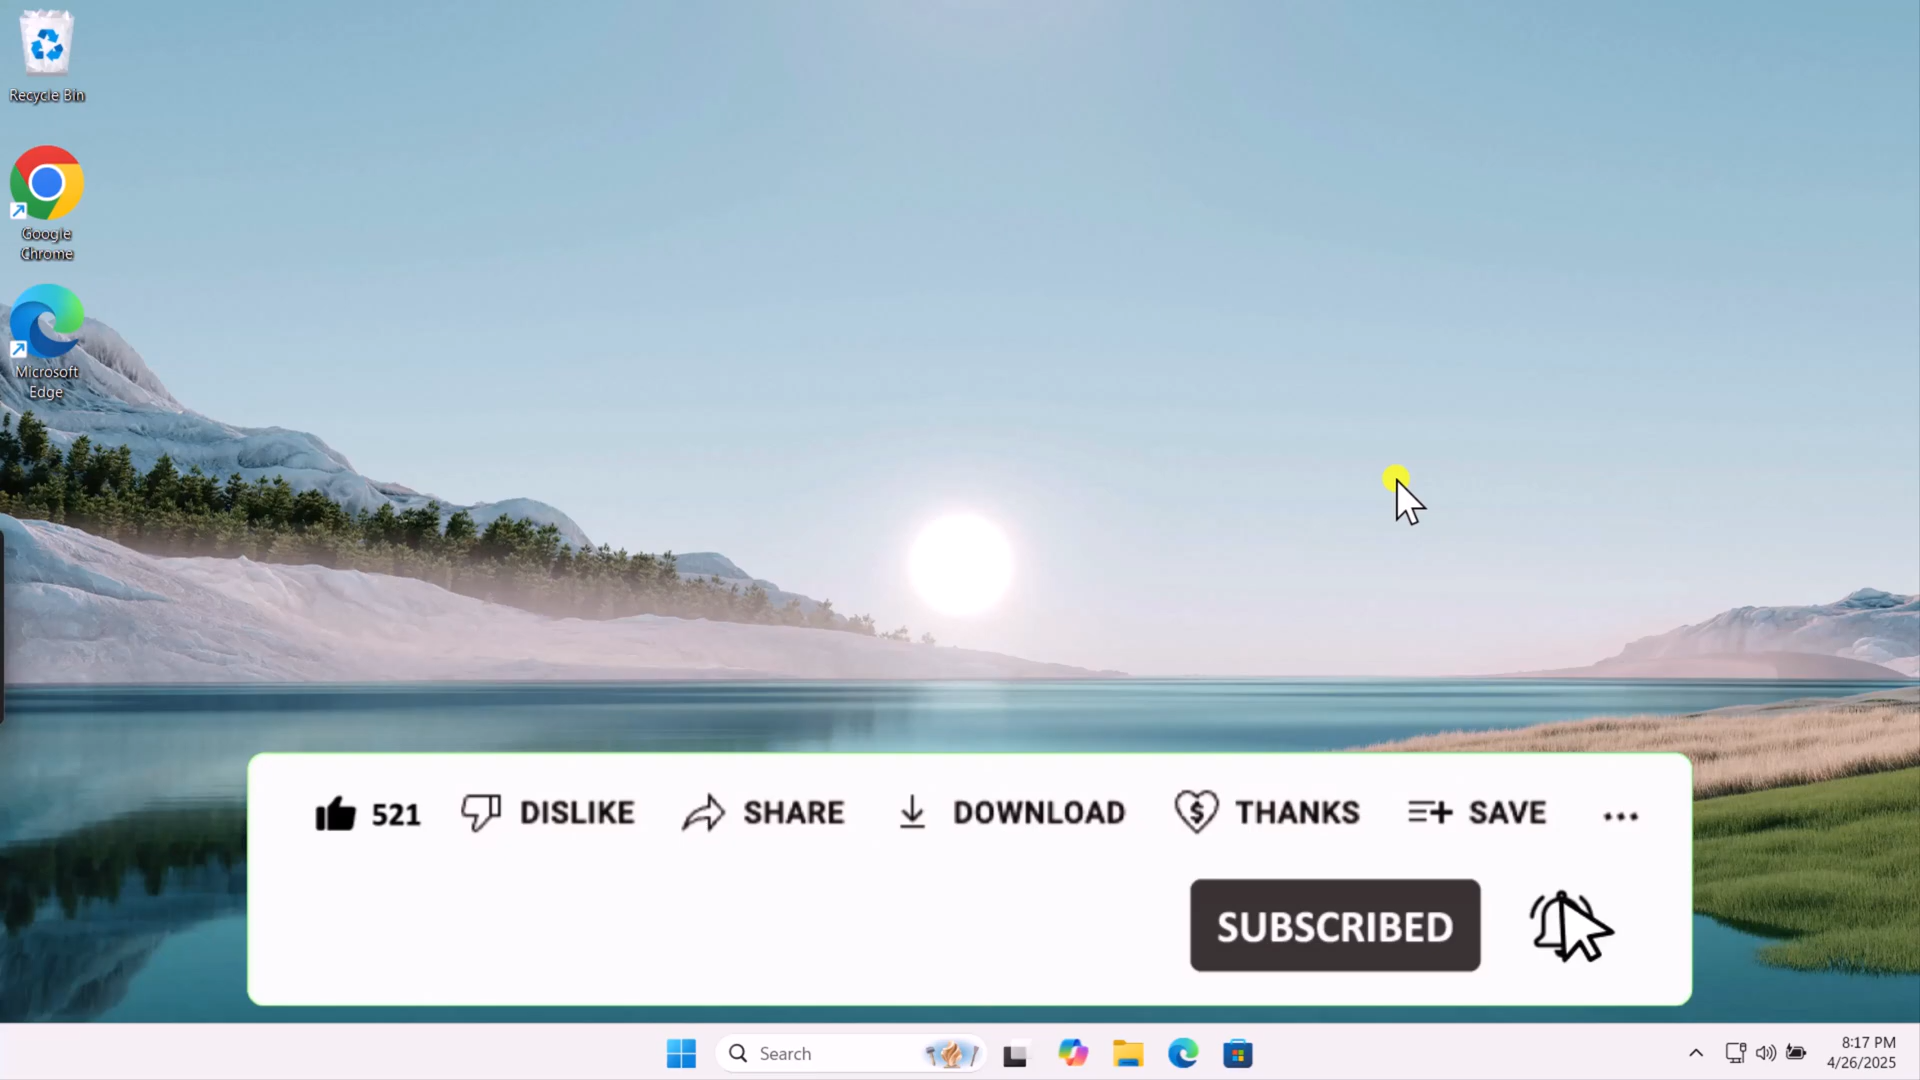 Recycle Bin
Google
Chrome
Microsoft
Edge
521 DISLIKE SHARE DOWNLOAD THANKS SAVE ...
SUBSCRIBED
Search
8:17 PM
4/26/2025